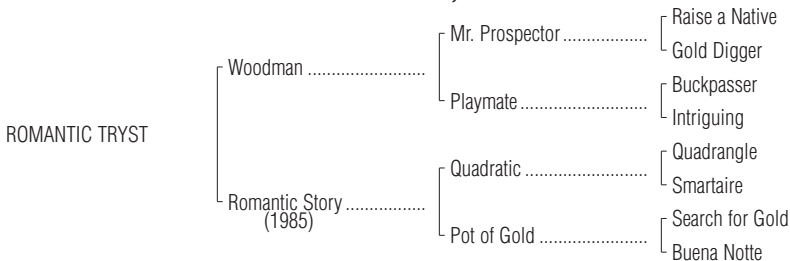 Raise a Native
Mr. Prospector ..................
Gold Digger
Woodman .........................
Buckpasser
Playmate ...........................
Intriguing
ROMANTIC TRYST
Quadrangle
Quadratic ..........................
Smartaire
Romantic Story .................
(1985)
Search for Gold
Pot of Gold .......................
Buena Notte